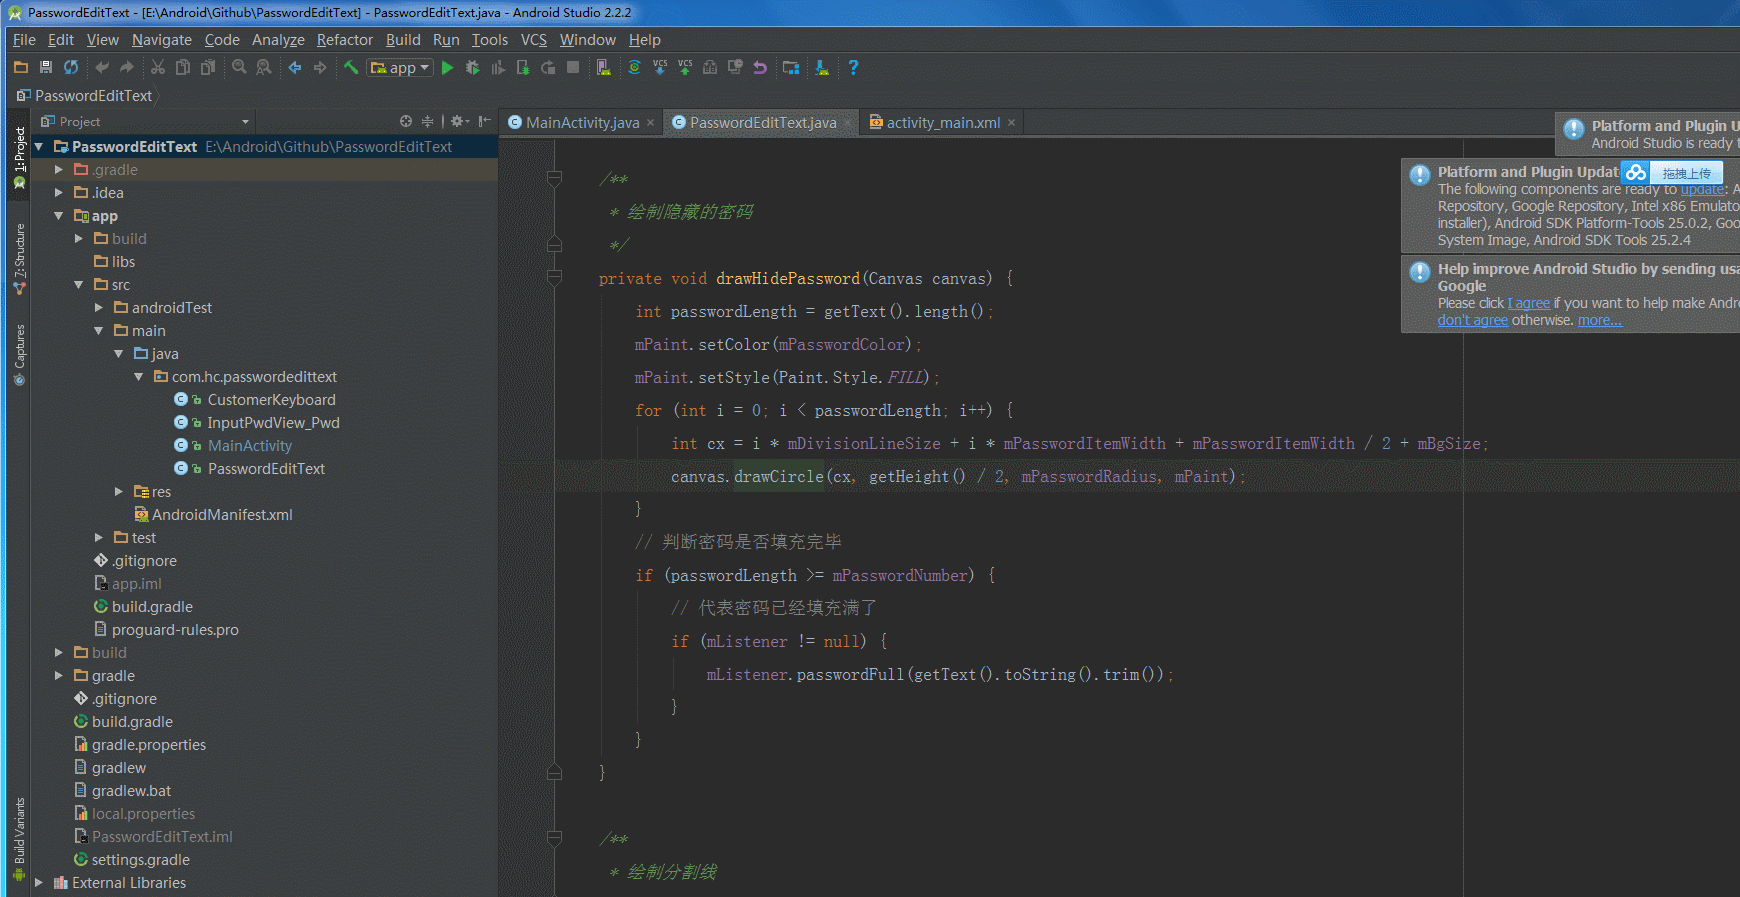 PasswordEditText - [E:\Android\Github\PasswordEditText] - PasswordEditText.java - Android Studio 2.2.2
File Edit View Navigate Code Analyze Refactor Build Run Tools VCS Window Help
app
VCS VCS
PasswordEditText
Project
MainActivity.java
PasswordEditText.java
activity_main.xml
1: Project
7: Structure
Captures
Build Variants
PasswordEditText E:\Android\Github\PasswordEditText
.gradle
.idea
app
build
libs
src
androidTest
main
java
com.hc.passwordedittext
CustomerKeyboard
InputPwdView_Pwd
MainActivity
PasswordEditText
res
AndroidManifest.xml
test
.gitignore
app.iml
build.gradle
proguard-rules.pro
build
gradle
.gitignore
build.gradle
gradle.properties
gradlew
gradlew.bat
local.properties
PasswordEditText.iml
settings.gradle
External Libraries
/**
* 绘制隐藏的密码
*/
private void drawHidePassword(Canvas canvas) {
int passwordLength = getText().length();
mPaint.setColor(mPasswordColor);
mPaint.setStyle(Paint.Style.FILL);
for (int i = 0; i < passwordLength; i++) {
int cx = i * mDivisionLineSize + i * mPasswordItemWidth + mPasswordItemWidth / 2 + mBgSize;
canvas.drawCircle(cx, getHeight() / 2, mPasswordRadius, mPaint);
}
// 判断密码是否填充完毕
if (passwordLength >= mPasswordNumber) {
// 代表密码已经填充满了
if (mListener != null) {
mListener.passwordFull(getText().toString().trim());
}
}
}
/**
* 绘制分割线
Platform and Plugin U
Android Studio is ready t
Platform and Plugin Updat
拖拽上传
The following components are ready to update: A
Repository, Google Repository, Intel x86 Emulato
installer), Android SDK Platform-Tools 25.0.2, Goo
System Image, Android SDK Tools 25.2.4
Help improve Android Studio by sending usa
Google
Please click I agree if you want to help make Andr
don't agree otherwise. more...